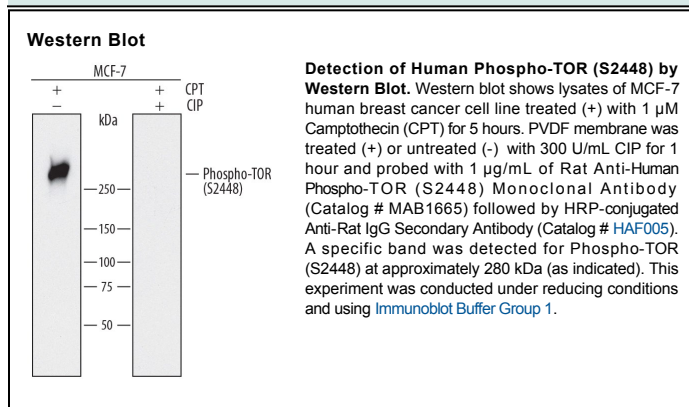 Western Blot
MCF-7
+ + CPT
– + CIP
kDa
Phospho-TOR
(S2448)
250
150
100
75
50
Detection of Human Phospho-TOR (S2448) by
Western Blot. Western blot shows lysates of MCF-7
human breast cancer cell line treated (+) with 1 µM
Camptothecin (CPT) for 5 hours. PVDF membrane was
treated (+) or untreated (-) with 300 U/mL CIP for 1
hour and probed with 1 µg/mL of Rat Anti-Human
Phospho-TOR (S2448) Monoclonal Antibody
(Catalog # MAB1665) followed by HRP-conjugated
Anti-Rat IgG Secondary Antibody (Catalog # HAF005).
A specific band was detected for Phospho-TOR
(S2448) at approximately 280 kDa (as indicated). This
experiment was conducted under reducing conditions
and using Immunoblot Buffer Group 1.